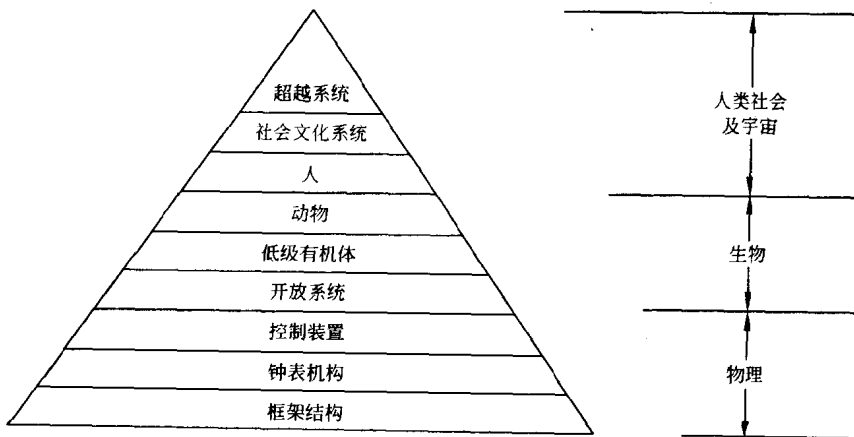 超越系统
社会文化系统
人
动物
低级有机体
开放系统
控制装置
钟表机构
框架结构
人类社会
及宇宙
生物
物理